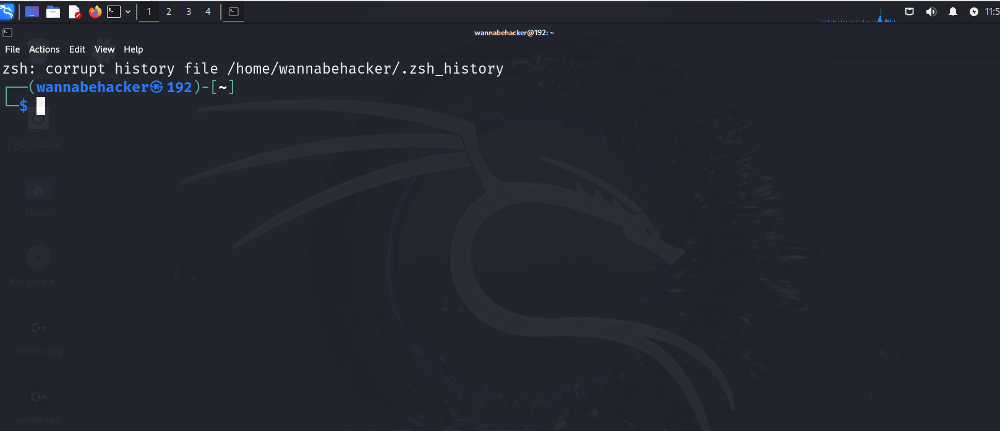 1 2 3 4 11:5
wannabehacker@192: ~
File Actions Edit View Help
zsh: corrupt history file /home/wannabehacker/.zsh_history
(wannabehacker㉿192)-[~]
$
File System
Home
Kali Linux a...
C++
receiver.cpp
C++
sender.cpp